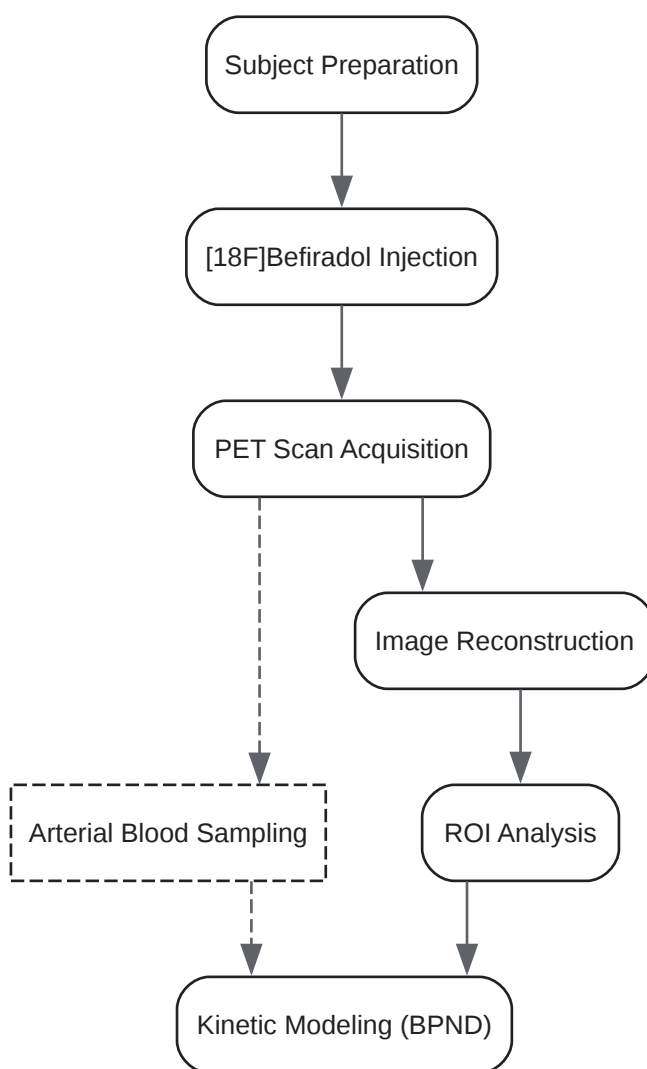 Subject Preparation
[18F]Befiradol Injection
PET Scan Acquisition
Image Reconstruction
Arterial Blood Sampling
ROI Analysis
Kinetic Modeling (BPND)